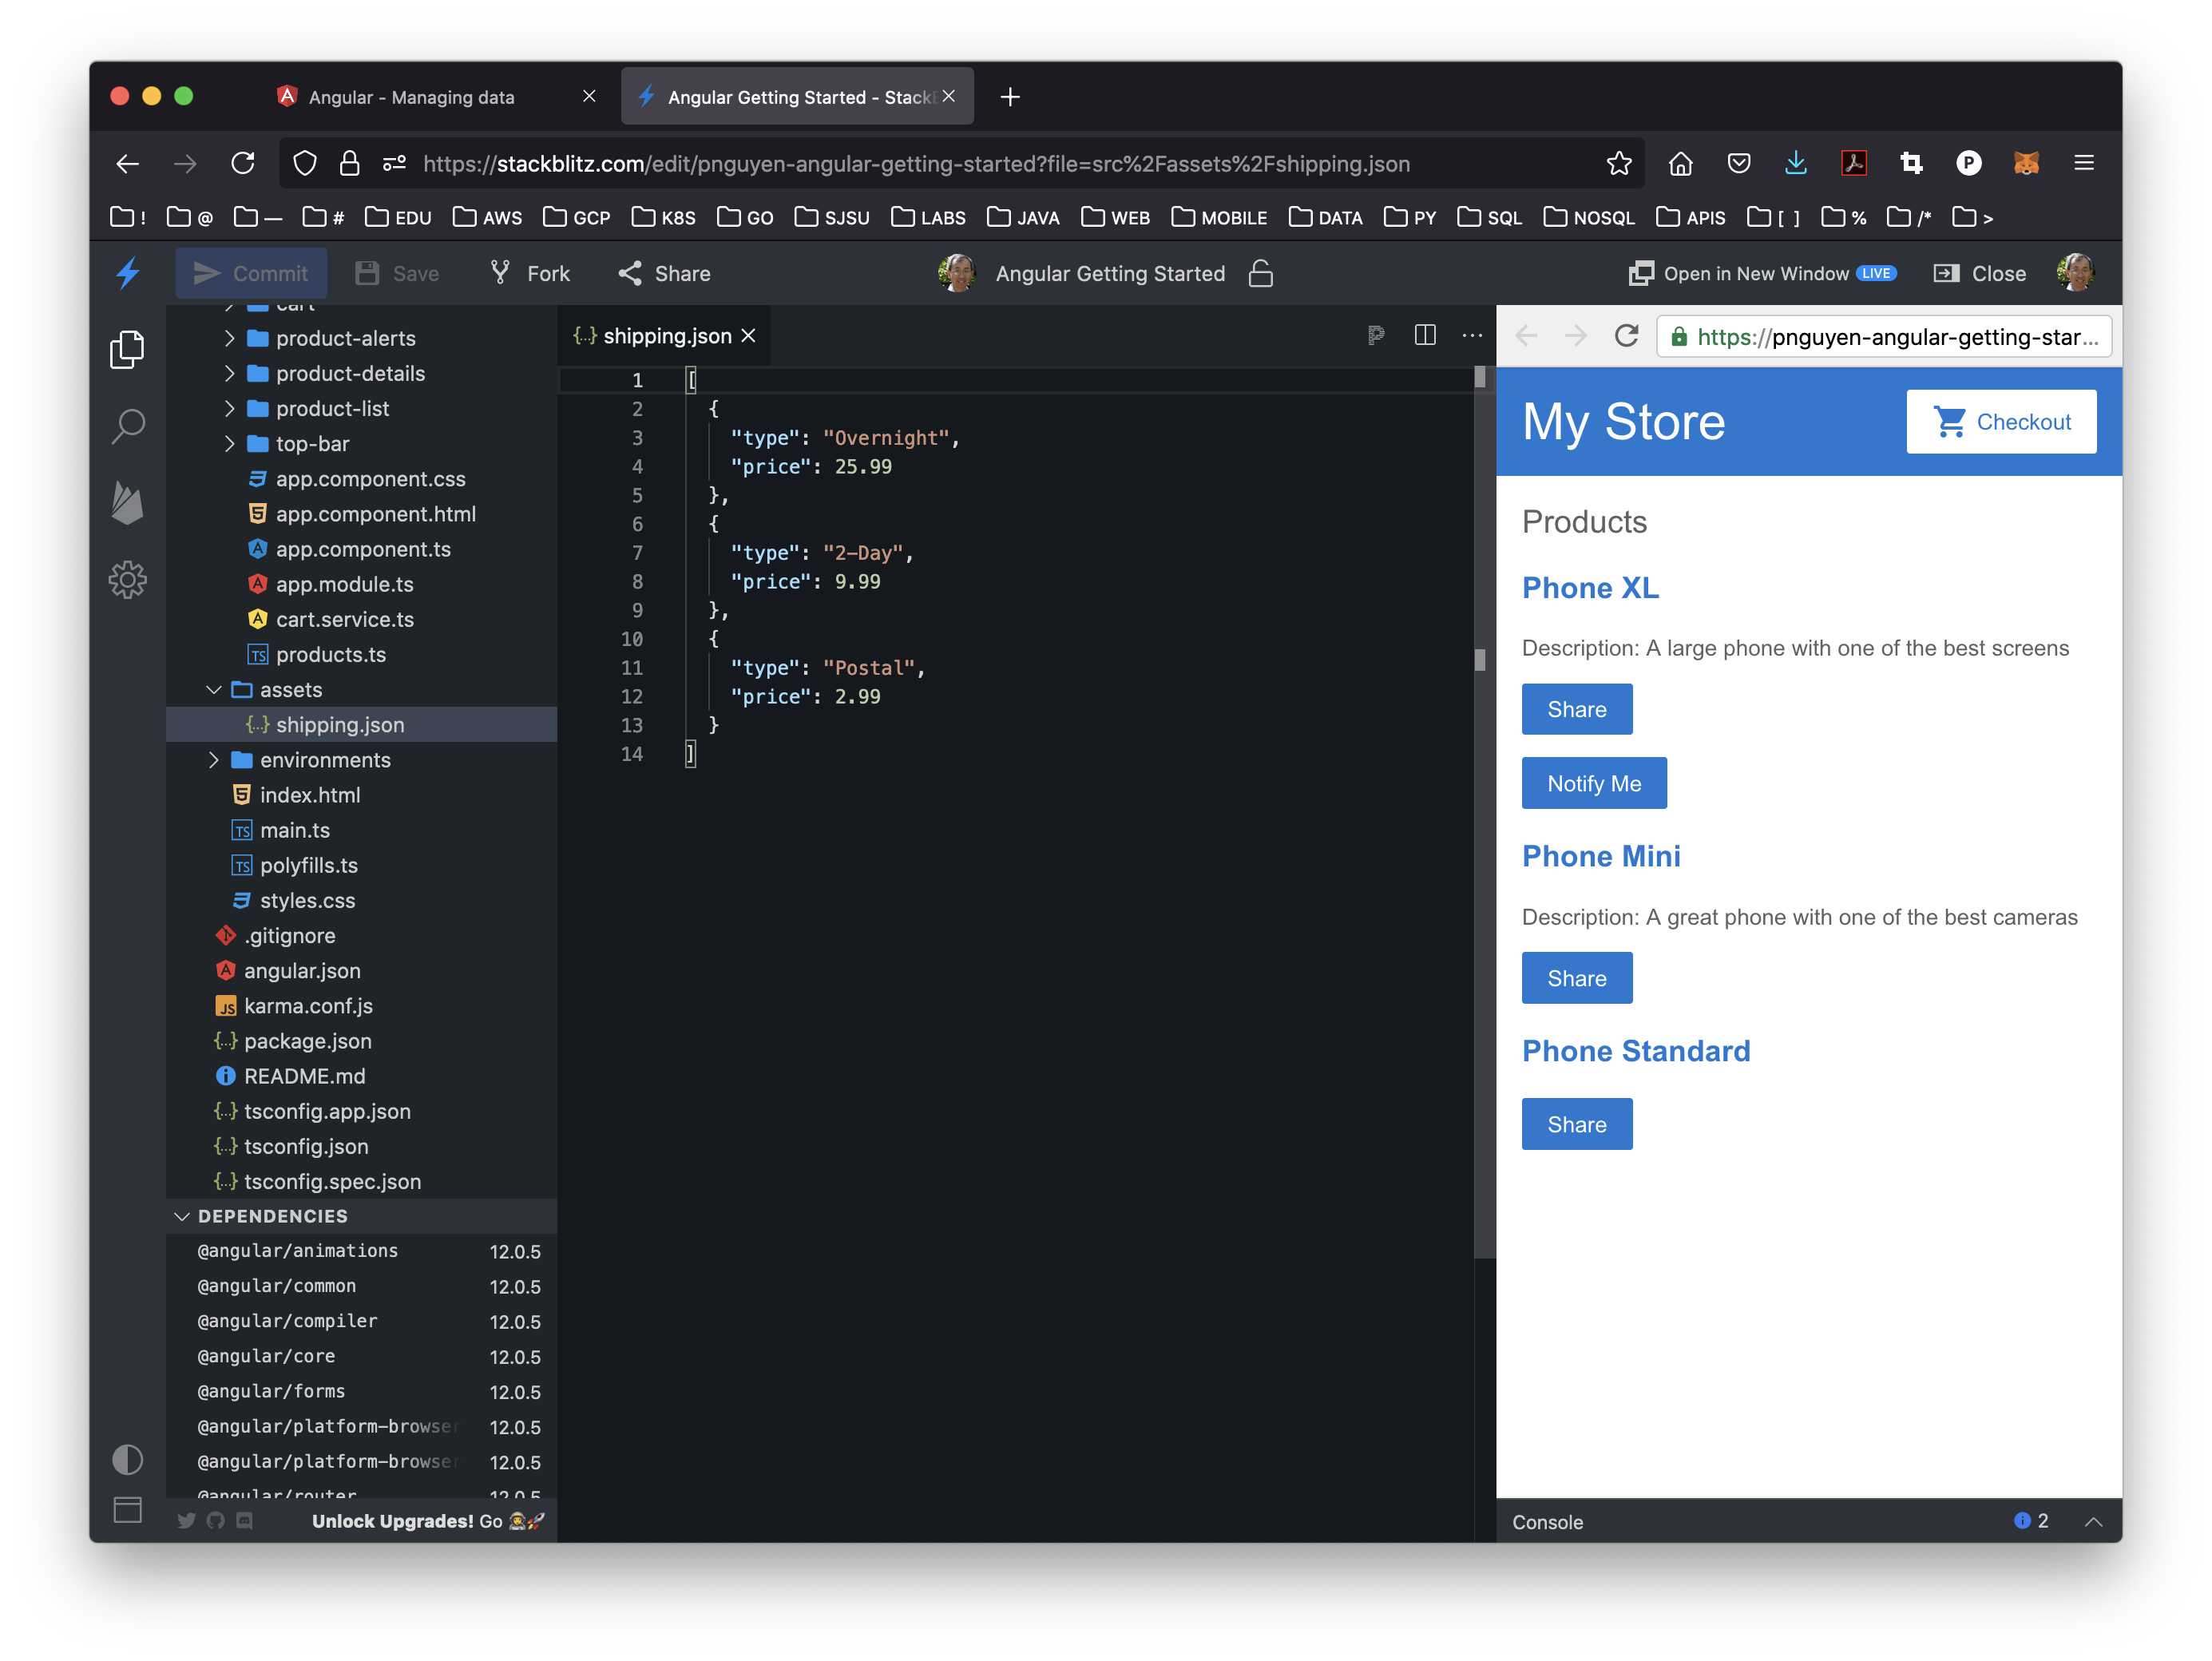 Angular - Managing data
Angular Getting Started - Stack
https://stackblitz.com/edit/pnguyen-angular-getting-started?file=src%2Fassets%2Fshipping.json
! @ — # EDU AWS GCP K8S GO SJSU LABS JAVA WEB MOBILE DATA PY SQL NOSQL APIS [ ] % /* >
Commit Save Fork Share Angular Getting Started Open in New Window LIVE Close
cart
product-alerts
product-details
product-list
top-bar
app.component.css
app.component.html
app.component.ts
app.module.ts
cart.service.ts
products.ts
assets
shipping.json
environments
index.html
main.ts
polyfills.ts
styles.css
.gitignore
angular.json
karma.conf.js
package.json
README.md
tsconfig.app.json
tsconfig.json
tsconfig.spec.json
DEPENDENCIES
@angular/animations 12.0.5
@angular/common 12.0.5
@angular/compiler 12.0.5
@angular/core 12.0.5
@angular/forms 12.0.5
@angular/platform-browser 12.0.5
@angular/platform-browser 12.0.5
@angular/router 12.0.5
Unlock Upgrades! Go
{..} shipping.json
1 [
2 {
3 "type": "Overnight",
4 "price": 25.99
5 },
6 {
7 "type": "2-Day",
8 "price": 9.99
9 },
10 {
11 "type": "Postal",
12 "price": 2.99
13 }
14 ]
https://pnguyen-angular-getting-star...
My Store
Checkout
Products
Phone XL
Description: A large phone with one of the best screens
Share
Notify Me
Phone Mini
Description: A great phone with one of the best cameras
Share
Phone Standard
Share
Console 2